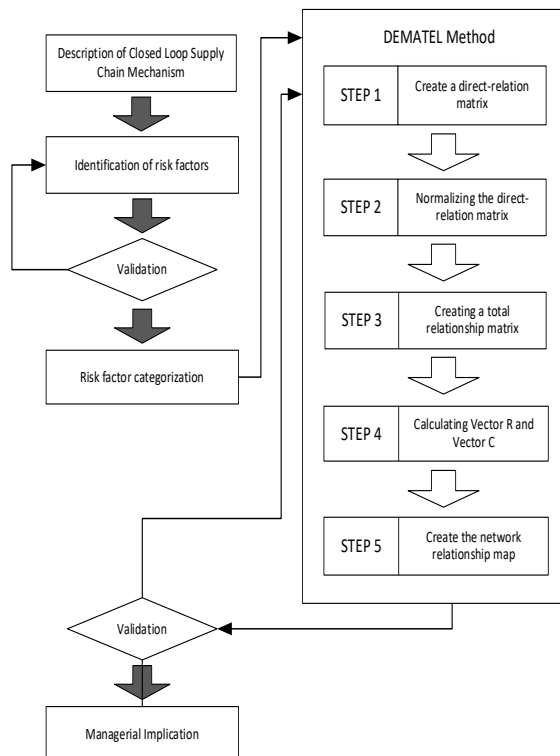 Description of Closed Loop Supply
Chain Mechanism
Identification of risk factors
Validation
Risk factor categorization
DEMATEL Method
STEP 1
Create a direct-relation
matrix
STEP 2
Normalizing the direct-
relation matrix
STEP 3
Creating a total
relationship matrix
STEP 4
Calculating Vector R and
Vector C
STEP 5
Create the network
relationship map
Validation
Managerial Implication